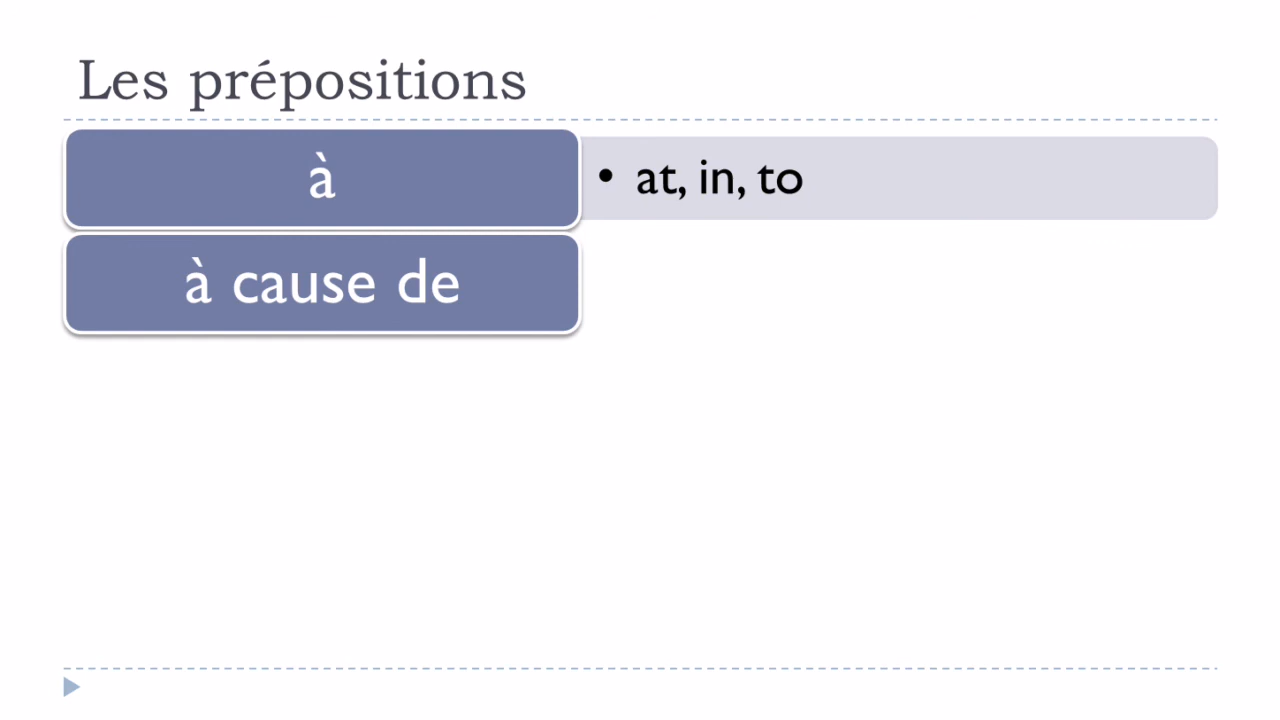 Les prépositions
à
• at, in, to
à cause de